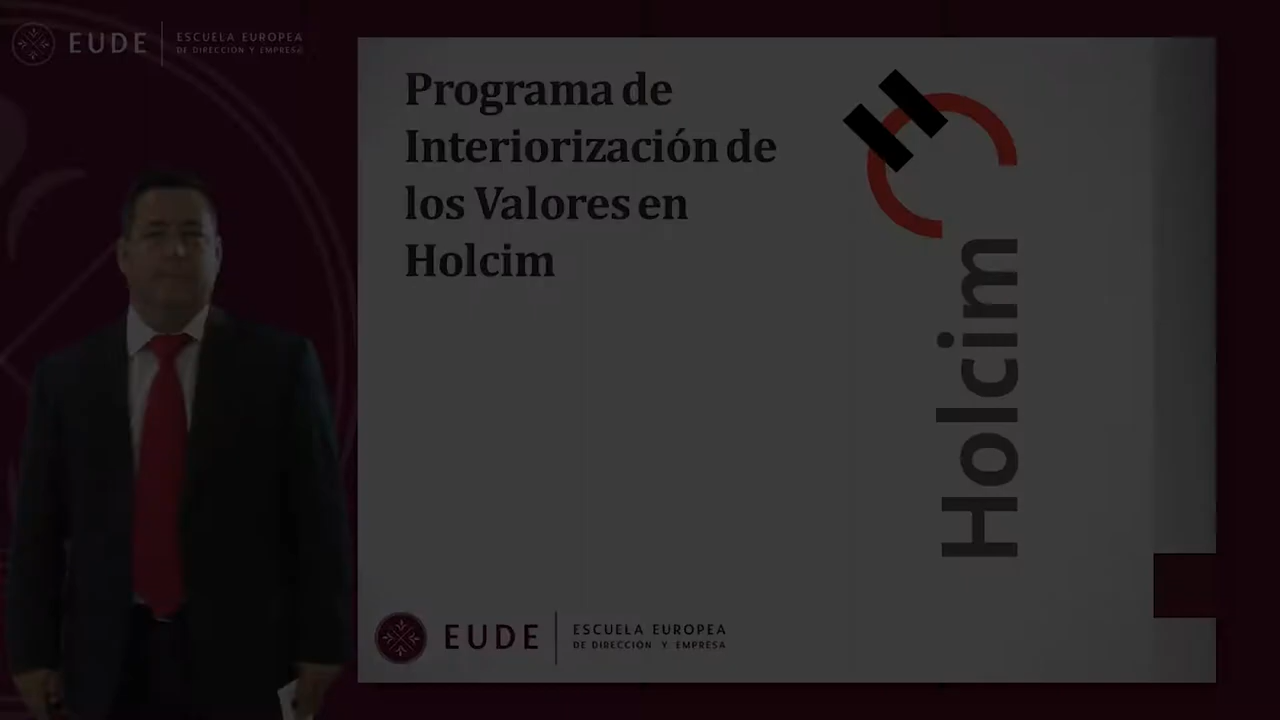 EUDE
ESCUELA EUROPEA
DE DIRECCIÓN Y EMPRESA
Programa de
Interiorización de
los Valores en
Holcim
Holcim
EUDE
ESCUELA EUROPEA
DE DIRECCIÓN Y EMPRESA